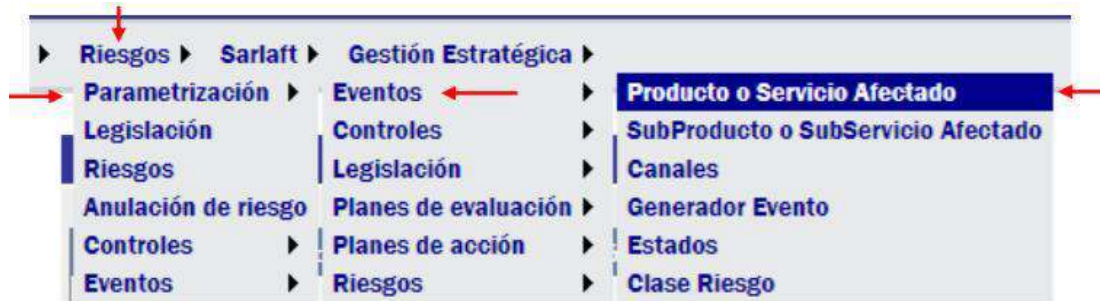 Riesgos Sarlaft Gestión Estratégica
Parametrización Eventos Producto o Servicio Afectado
Legislación Controles SubProducto o SubServicio Afectado
Riesgos Legislación Canales
Anulación de riesgo Planes de evaluación Generador Evento
Controles Planes de acción Estados
Eventos Riesgos Clase Riesgo